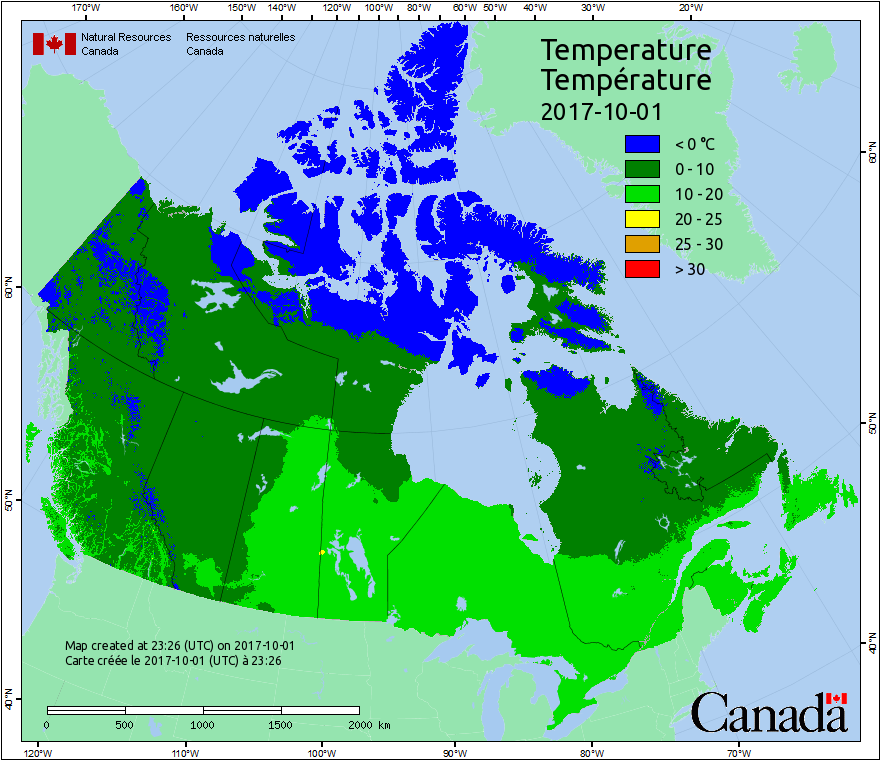 170°W 160°W 150°W 140°W 120°W 100°W 80°W 60°W 50°W 40°W 30°W 20°W
Natural Resources Ressources naturelles
Canada Canada
Temperature
Température
2017-10-01
< 0 °C
0 - 10
10 - 20
20 - 25
25 - 30
> 30
60°N
60°N
50°N
50°N
40°N
40°N
Map created at 23:26 (UTC) on 2017-10-01
Carte créée le 2017-10-01 (UTC) à 23:26
0 500 1000 1500 2000 km
Canada
120°W 110°W 100°W 90°W 80°W 70°W